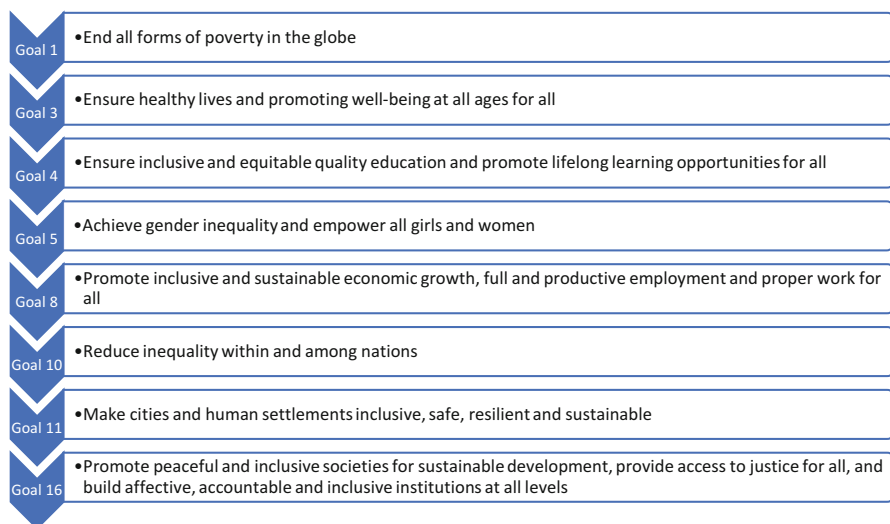 Goal 1
•End all forms of poverty in the globe
Goal 3
•Ensure healthy lives and promoting well-being at all ages for all
Goal 4
•Ensure inclusive and equitable quality education and promote lifelong learning opportunities for all
Goal 5
•Achieve gender inequality and empower all girls and women
Goal 8
•Promote inclusive and sustainable economic growth, full and productive employment and proper work for
all
Goal 10
•Reduce inequality within and among nations
Goal 11
•Make cities and human settlements inclusive, safe, resilient and sustainable
Goal 16
•Promote peaceful and inclusive societies for sustainable development, provide access to justice for all, and
build affective, accountable and inclusive institutions at all levels